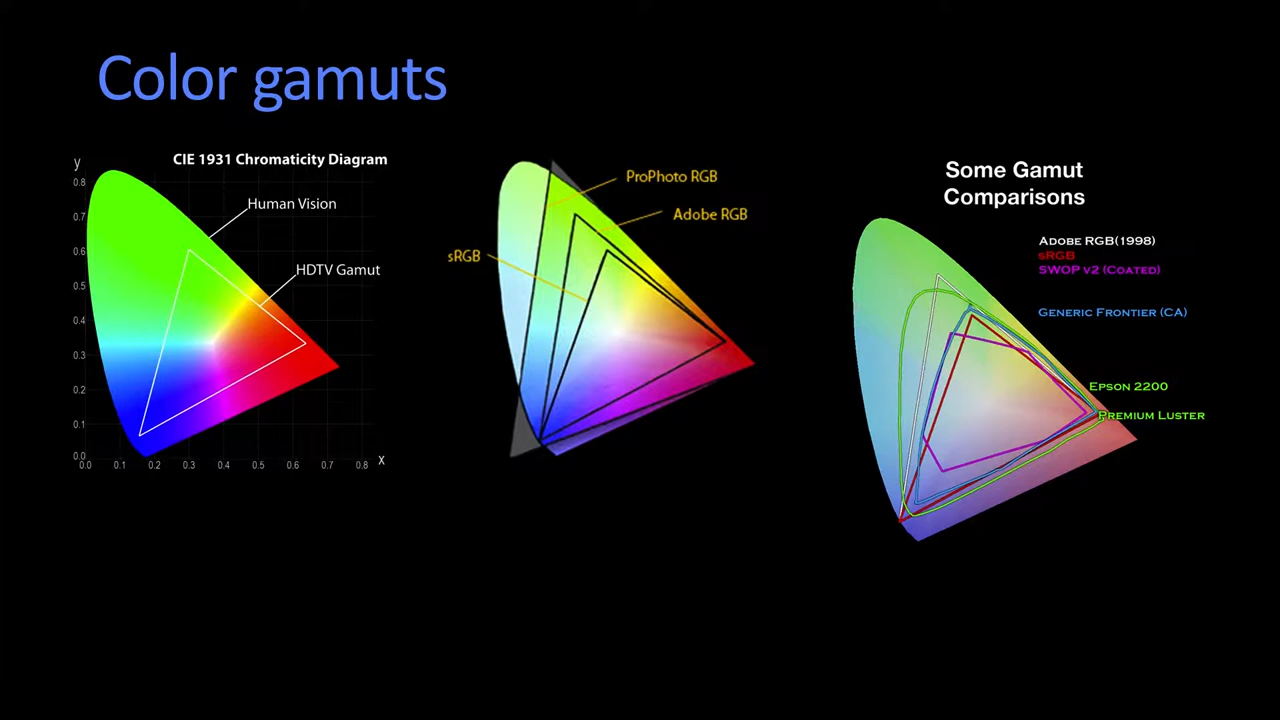 Color gamuts
CIE 1931 Chromaticity Diagram
y
0.8
0.7
0.6
0.5
0.4
0.3
0.2
0.1
0.0
0.0 0.1 0.2 0.3 0.4 0.5 0.6 0.7 0.8
x
Human Vision
HDTV Gamut
ProPhoto RGB
Adobe RGB
sRGB
Some Gamut
Comparisons
Adobe RGB(1998)
sRGB
SWOP v2 (Coated)
Generic Frontier (CA)
Epson 2200
Premium Luster